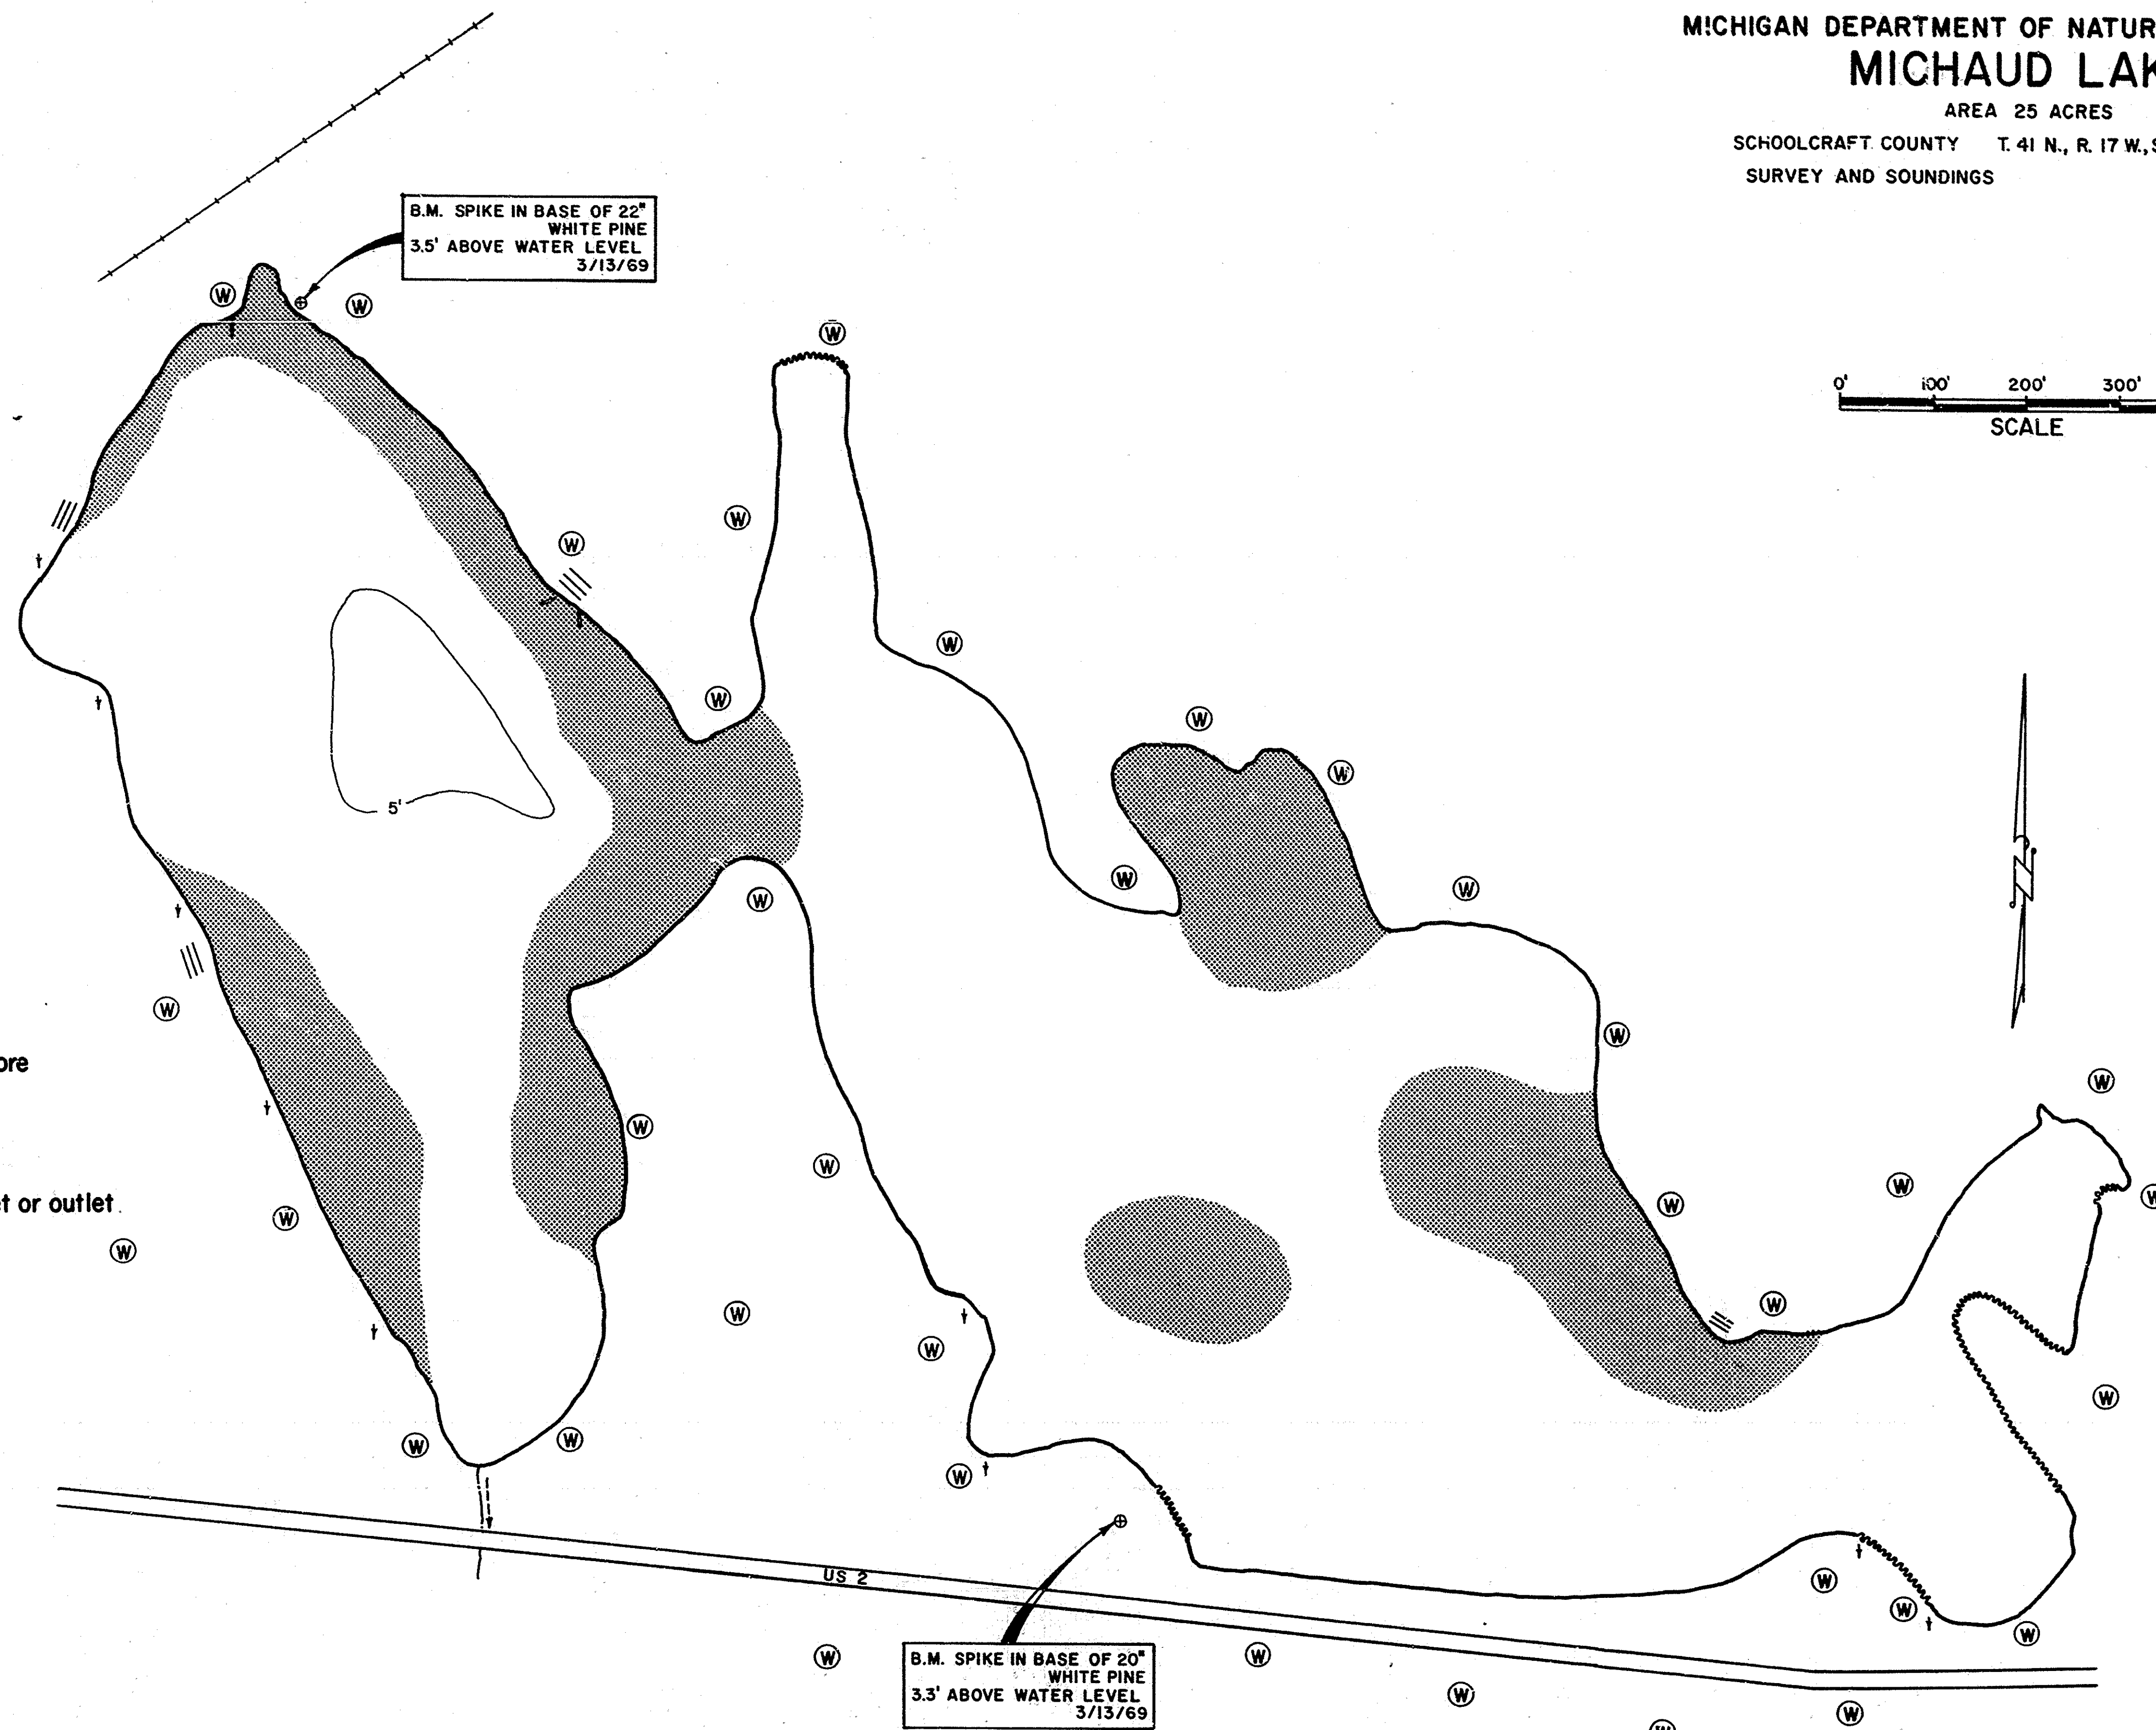 MICHIGAN DEPARTMENT OF NATUR
MICHAUD LAK
AREA 25 ACRES
SCHOOLCRAFT COUNTY T. 41 N., R. 17 W., S
SURVEY AND SOUNDINGS
B.M. SPIKE IN BASE OF 22"
WHITE PINE
3.5' ABOVE WATER LEVEL
3/13/69
W
W
W
0' 100' 200' 300'
SCALE
W
W
W
W
W
W
5'
N
W
W
W
W
W
ore
W
W
W
W
W
W
t or outlet
W
W
W
W
W
W
W
W
W
W
US 2
W
W
W
B.M. SPIKE IN BASE OF 20"
WHITE PINE
3.3' ABOVE WATER LEVEL
3/13/69
W
W
W
W
W